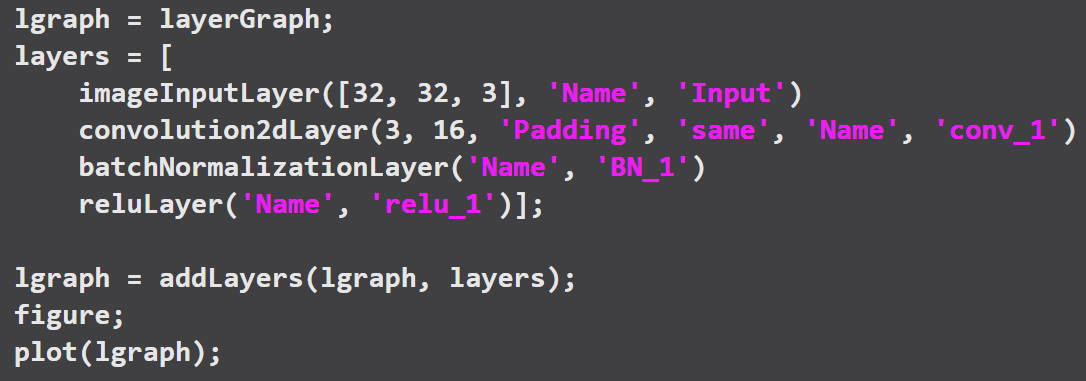 lgraph = layerGraph;
layers = [
    imageInputLayer([32, 32, 3], 'Name', 'Input')
    convolution2dLayer(3, 16, 'Padding', 'same', 'Name', 'conv_1')
    batchNormalizationLayer('Name', 'BN_1')
    reluLayer('Name', 'relu_1')];

lgraph = addLayers(lgraph, layers);
figure;
plot(lgraph);